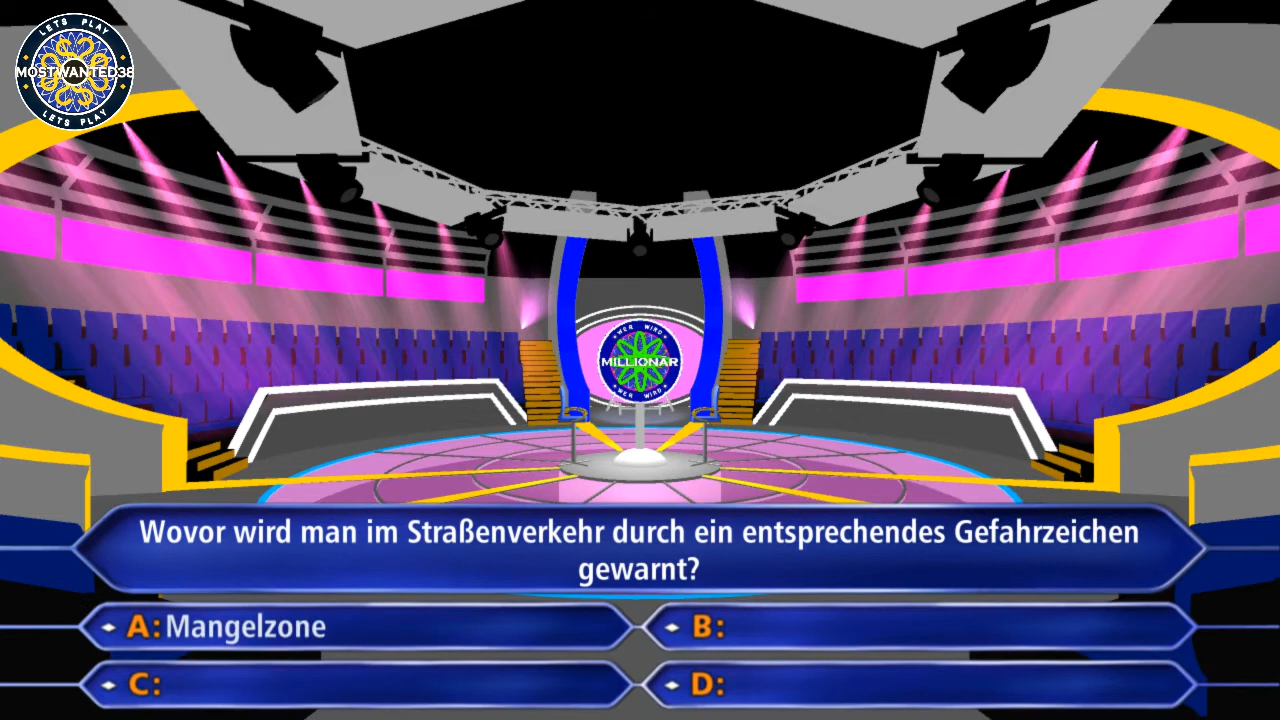 LETS PLAY
MOSTWANTED38
LETS PLAY
WER WIRD
MILLIONÄR
WER WIRD
Wovor wird man im Straßenverkehr durch ein entsprechendes Gefahrzeichen
gewarnt?
A: Mangelzone
B:
C:
D: